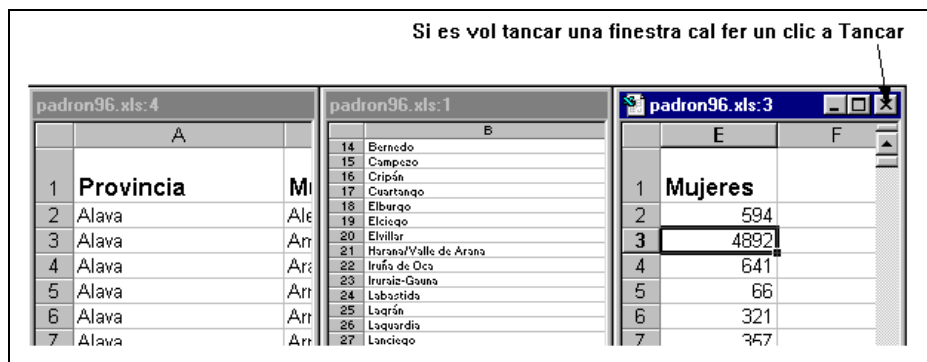 Si es vol tancar una finestra cal fer un clic a Tancar
padron96.xls:4
A
1 Provincia
2 Alava Ale
3 Alava
4 Alava Ara
5 Alava
6 Alava
7 Alava
padron96.xls:1
B
14 Bernedo
15 Campezo
16 Cripán
17 Cuartango
18 Elburgo
19 Elciego
20 Elvillar
21 Harana/Valle de Arana
22 Iruña de Oca
23 Iruraiz-Gauna
24 Labastida
25 Lagrán
26 Laguardia
27 Lanciego
padron96.xls:3
E F
1 Mujeres
2 594
3 4892
4 641
5 66
6 321
7 357